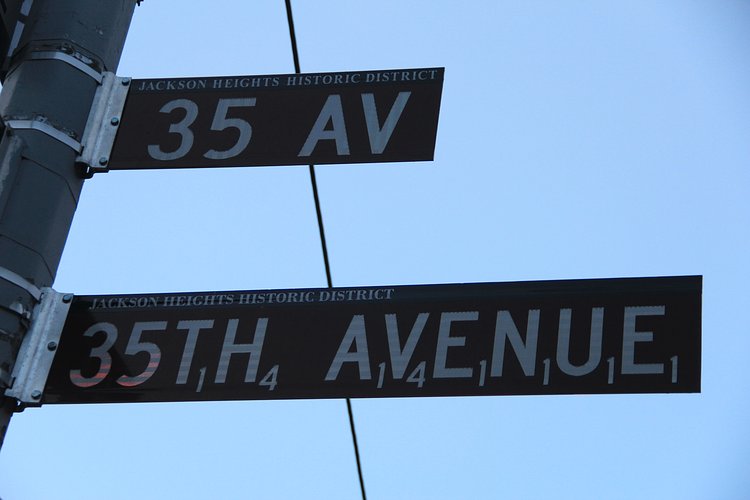 JACKSON HEIGHTS HISTORIC DISTRICT
35 AV
JACKSON HEIGHTS HISTORIC DISTRICT
35T₁H₄ A₁V₄E₁N₁U₁E₁